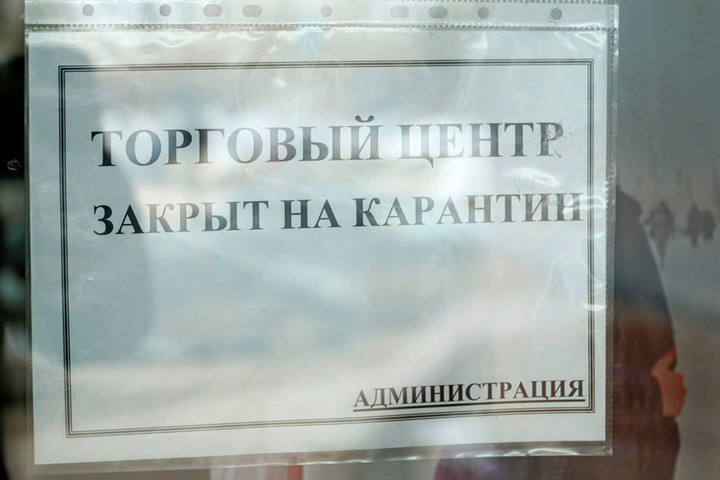 ТОРГОВЫЙ ЦЕНТР
ЗАКРЫТ НА КАРАНТИН
АДМИНИСТРАЦИЯ